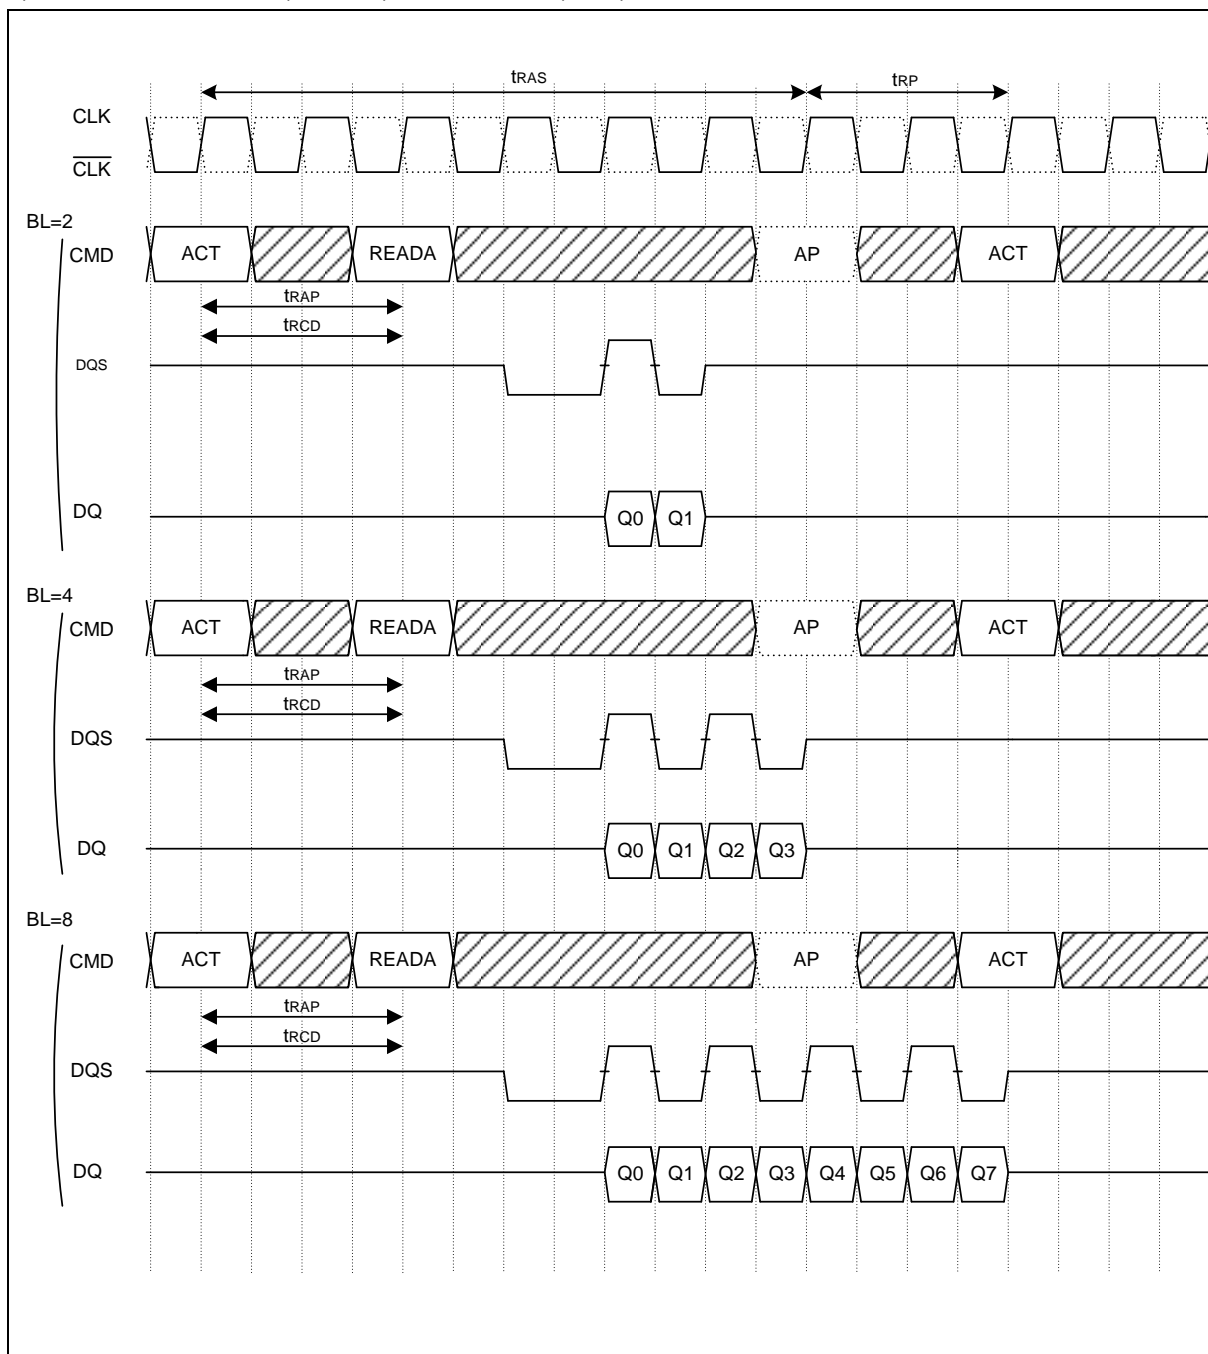 tRAS
tRP
CLK
CLK
BL=2
CMD ACT READA AP ACT
tRAP
tRCD
DQS
DQ Q0 Q1
BL=4
CMD ACT READA AP ACT
tRAP
tRCD
DQS
DQ Q0 Q1 Q2 Q3
BL=8
CMD ACT READA AP ACT
tRAP
tRCD
DQS
DQ Q0 Q1 Q2 Q3 Q4 Q5 Q6 Q7